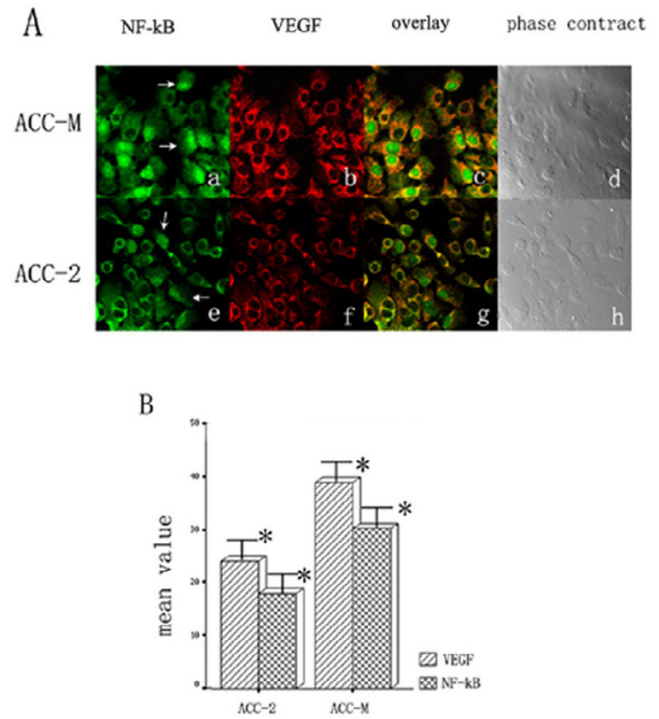 A
NF-kB VEGF overlay phase contract
ACC-M
a b c d
ACC-2
e f g h
B
50
40
30
20
10
0
mean value
* * * *
VEGF
NF-kB
ACC-2 ACC-M